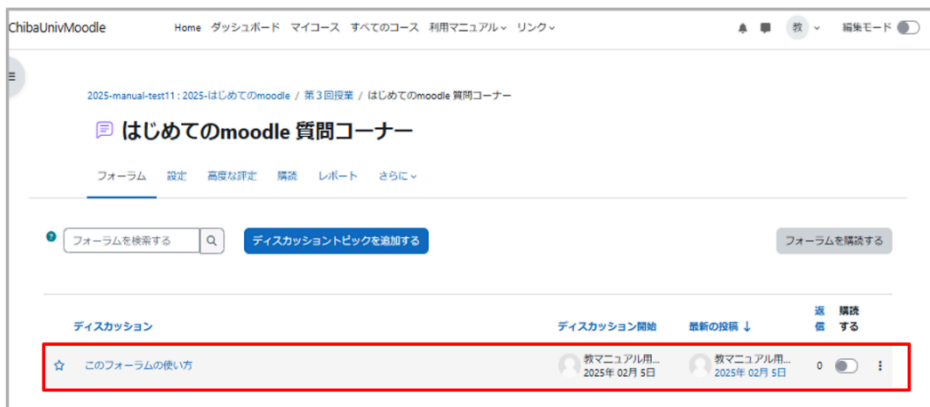 ChibaUnivMoodle Home ダッシュボード マイコース すべてのコース 利用マニュアル リンク 教 編集モード
2025-manual-test11 : 2025-はじめてのmoodle / 第3回授業 / はじめてのmoodle 質問コーナー
はじめてのmoodle 質問コーナー
フォーラム 設定 高度な評定 購読 レポート さらに
? フォーラムを検索する ディスカッショントピックを追加する フォーラムを購読する
ディスカッション ディスカッション開始 最新の投稿 ↓ 返信 購読する
このフォーラムの使い方 教マニュアル用... 教マニュアル用... 0
2025年 02月 5日 2025年 02月 5日